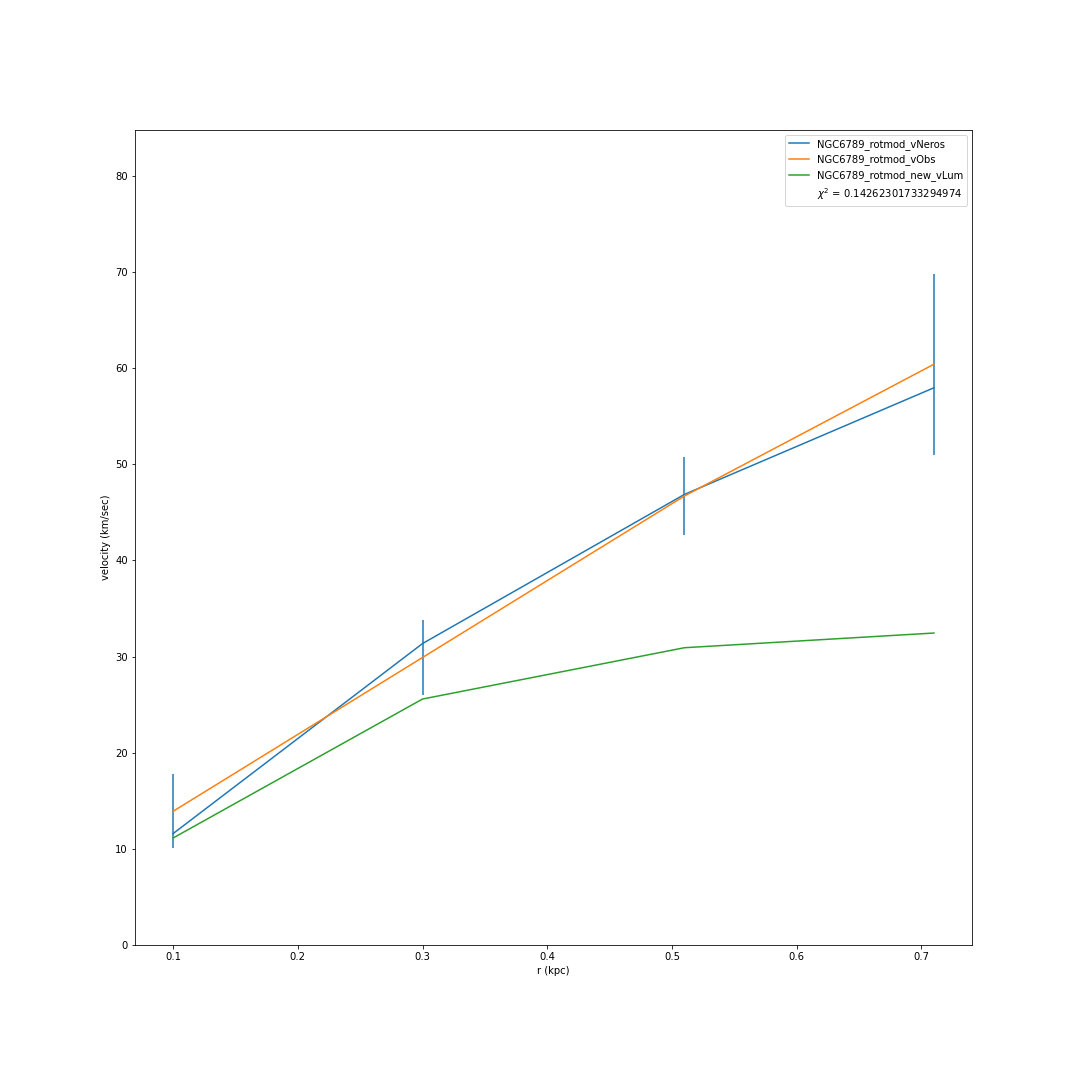 NGC6789_rotmod_vNeros
NGC6789_rotmod_vObs
NGC6789_rotmod_new_vLum
χ² = 0.14262301733294974
80
70
60
50
40
30
20
10
0
velocity (km/sec)
0.1 0.2 0.3 0.4 0.5 0.6 0.7
r (kpc)